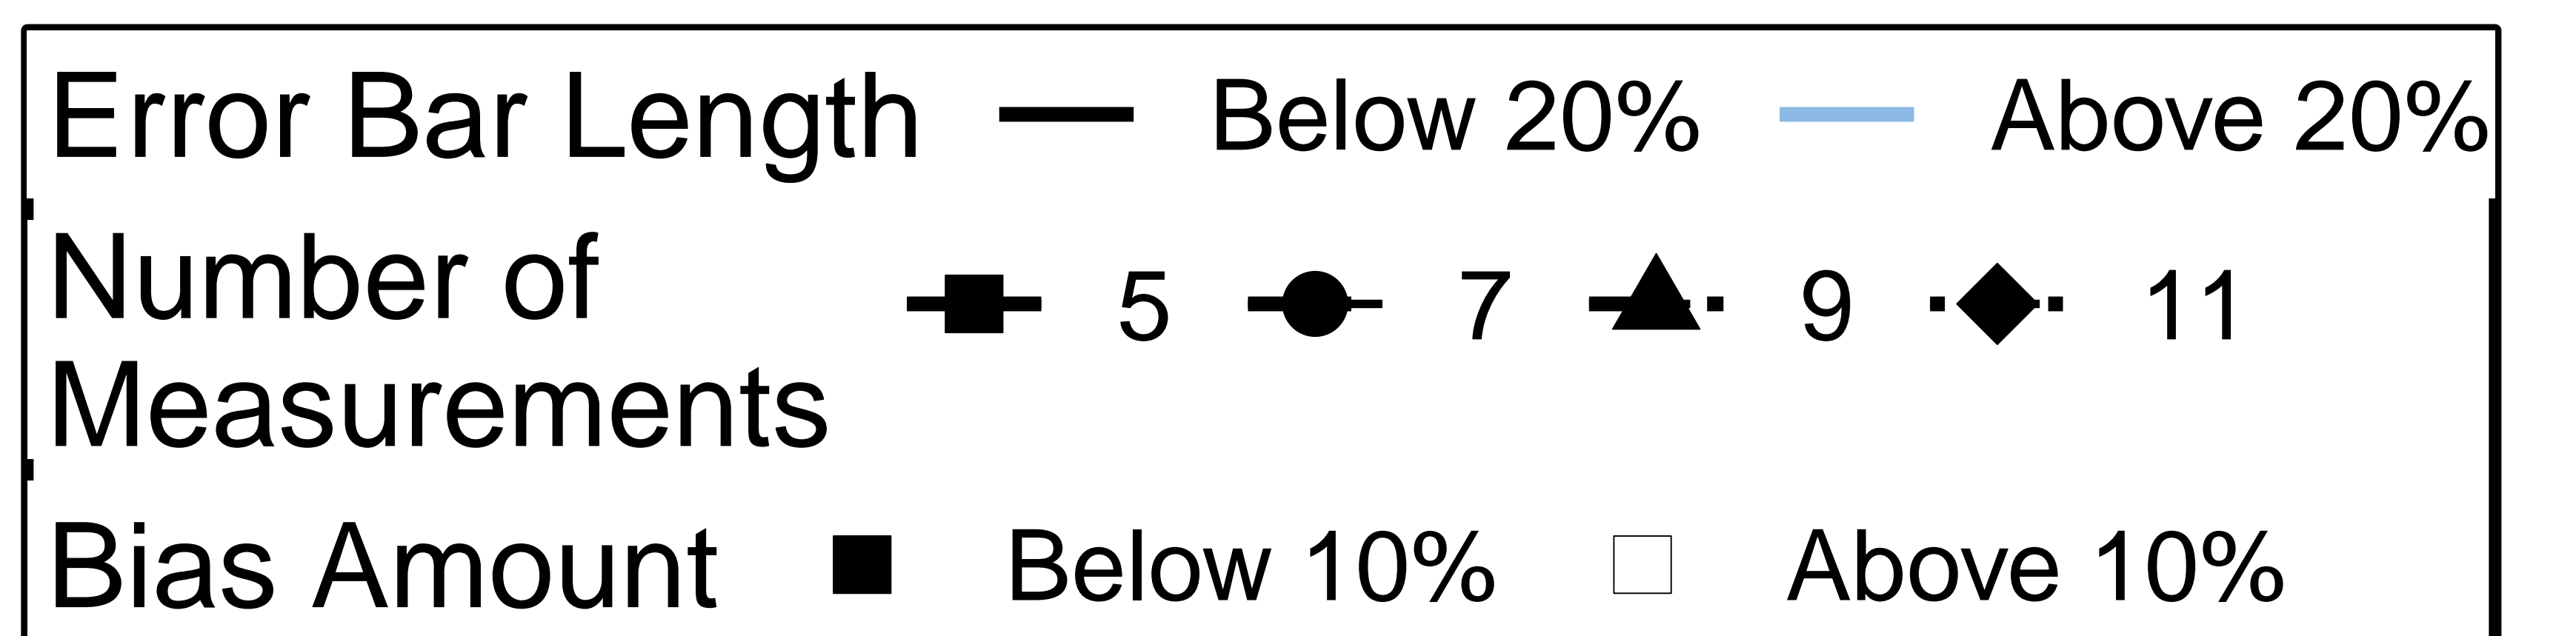 Error Bar Length Below 20% Above 20%
Number of
Measurements 5 7 9 11
Bias Amount Below 10% Above 10%